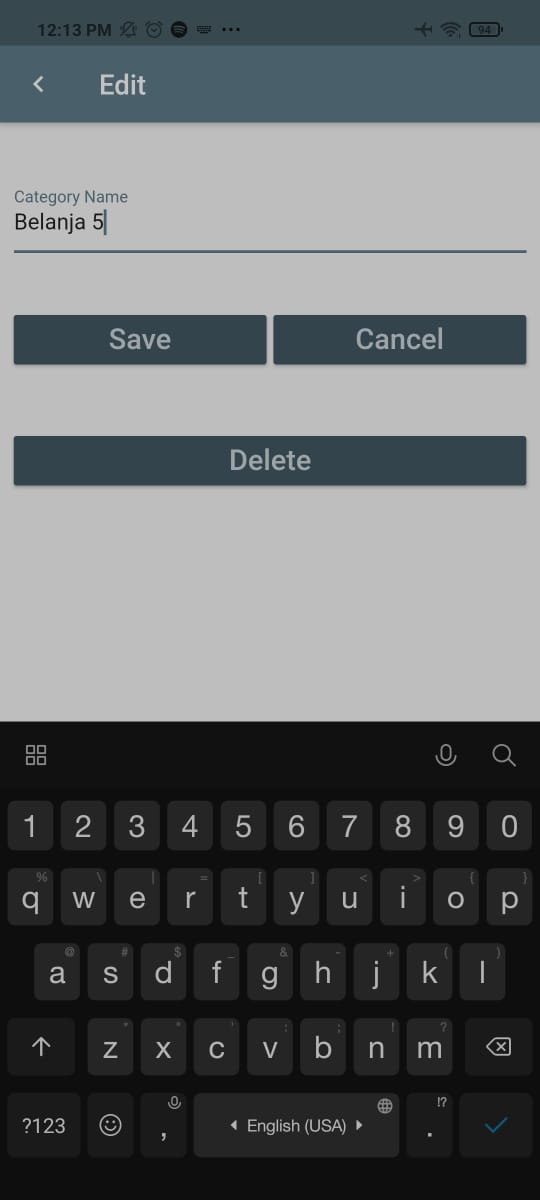 12:13 PM ... 94
Edit
Category Name
Belanja 5
Save Cancel
Delete
1 2 3 4 5 6 7 8 9 0
% \ | = [ ] < > { }
q w e r t y u i o p
@ # $ _ & - + ( )
a s d f g h j k l
* " ' : ; ! ?
z x c v b n m
!?
?123 , English (USA) .